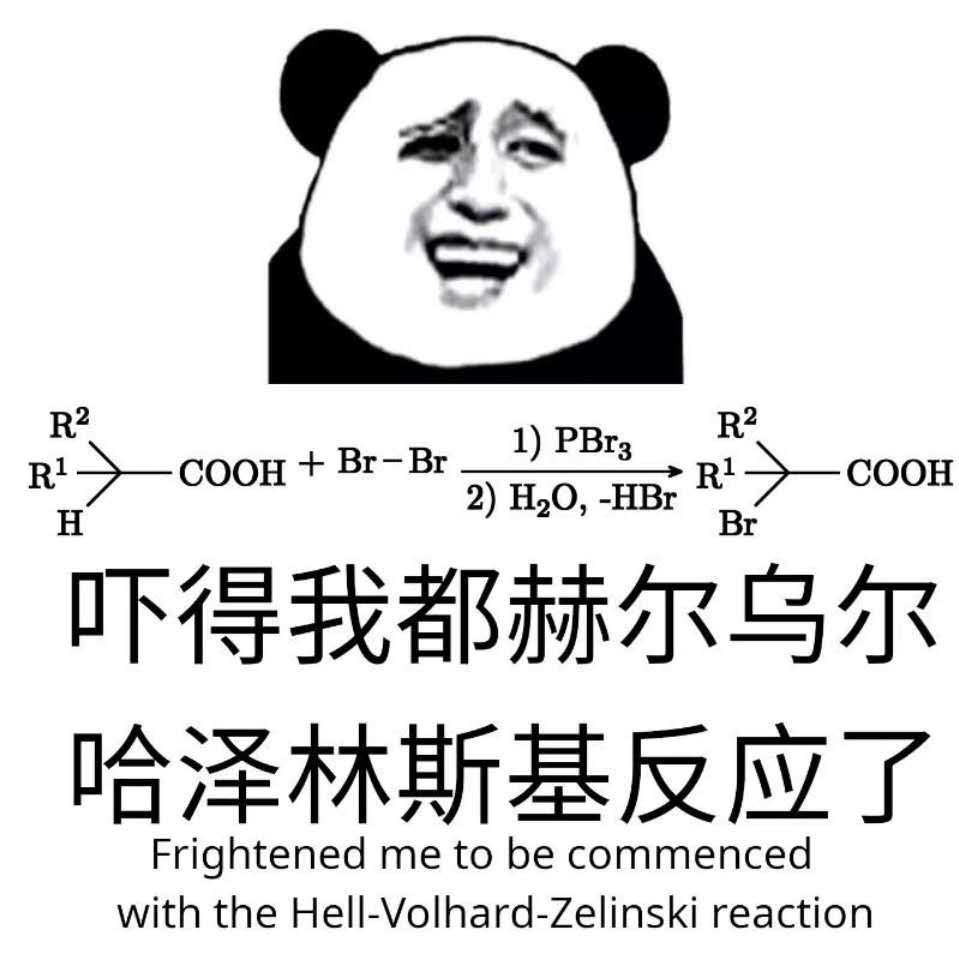 R² R¹ H COOH + Br–Br 1) PBr₃ 2) H₂O, -HBr R² R¹ Br COOH
吓得我都赫尔乌尔
哈泽林斯基反应了
Frightened me to be commenced
with the Hell-Volhard-Zelinski reaction